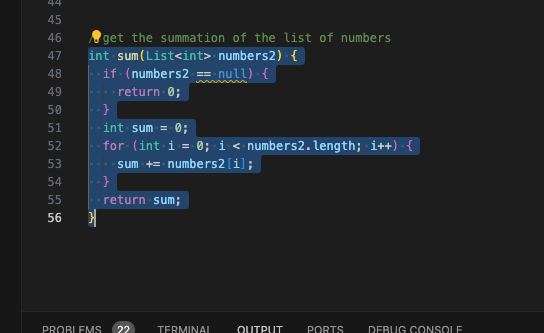 44
45
46 //get the summation of the list of numbers
47 int sum(List<int> numbers2) {
48 if (numbers2 == null) {
49 return 0;
50 }
51 int sum = 0;
52 for (int i = 0; i < numbers2.length; i++) {
53 sum += numbers2[i];
54 }
55 return sum;
56 }
PROBLEMS 22 TERMINAL OUTPUT PORTS DEBUG CONSOLE